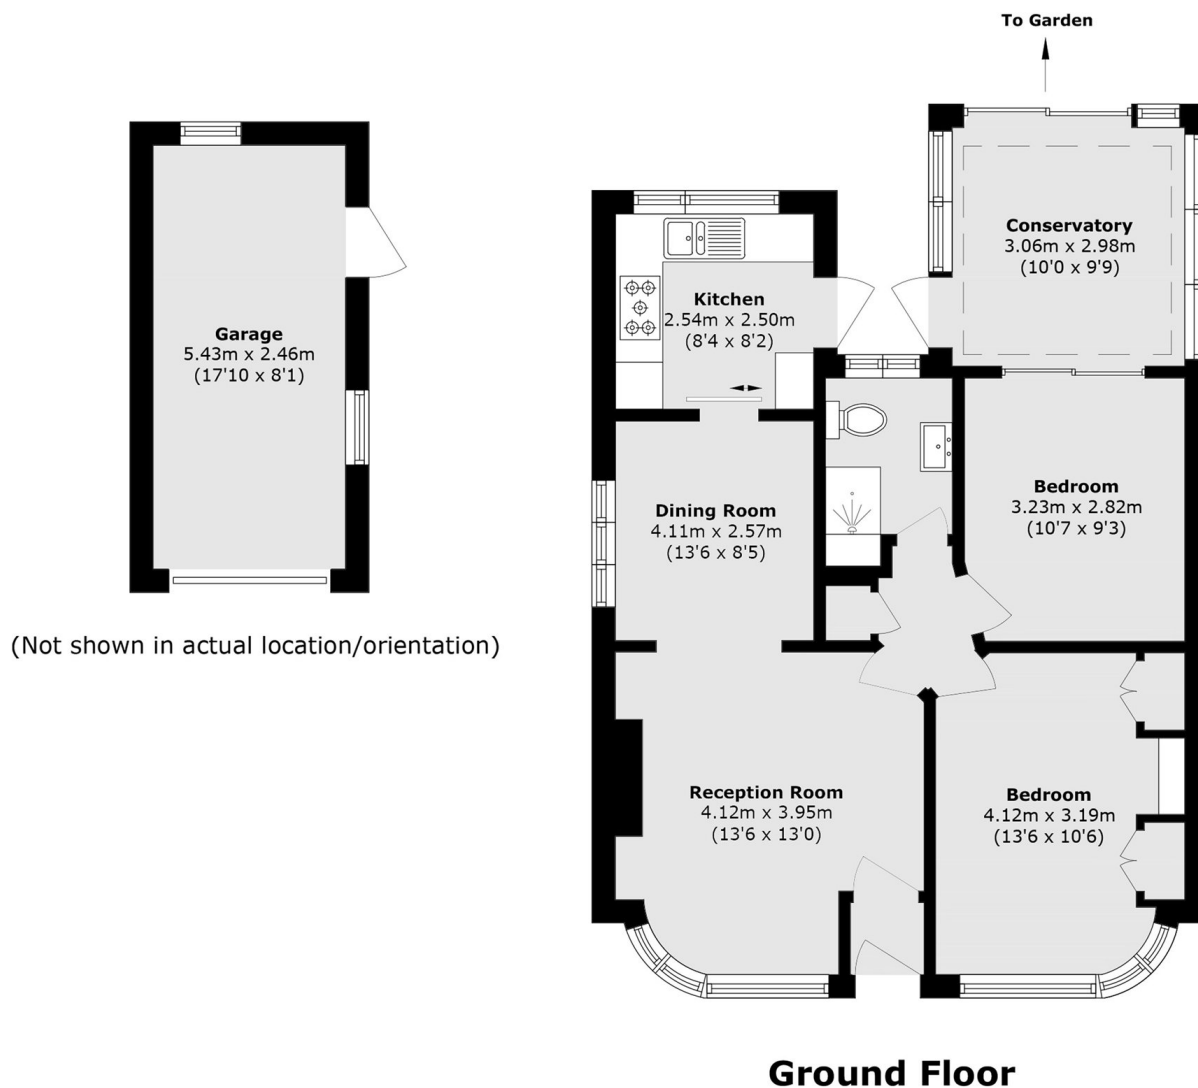 To Garden
Conservatory
3.06m x 2.98m
(10'0 x 9'9)
Kitchen
2.54m x 2.50m
(8'4 x 8'2)
Garage
5.43m x 2.46m
(17'10 x 8'1)
Bedroom
3.23m x 2.82m
(10'7 x 9'3)
Dining Room
4.11m x 2.57m
(13'6 x 8'5)
(Not shown in actual location/orientation)
Reception Room
4.12m x 3.95m
(13'6 x 13'0)
Bedroom
4.12m x 3.19m
(13'6 x 10'6)
Ground Floor